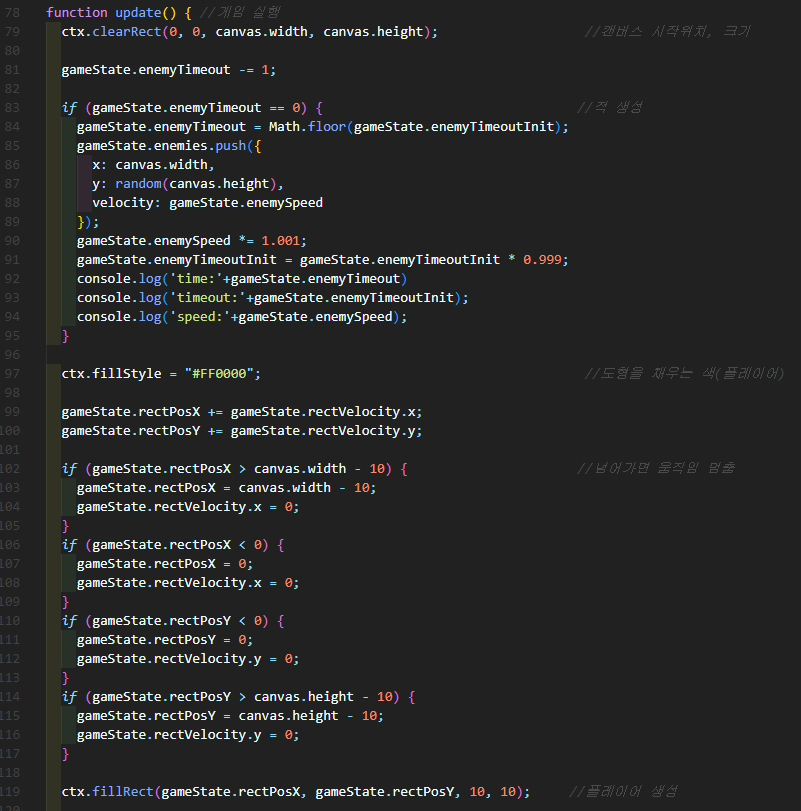 78 function update() { //게임 실행
79 ctx.clearRect(0, 0, canvas.width, canvas.height); //캔버스 시작위치, 크기
80
81 gameState.enemyTimeout -= 1;
82
83 if (gameState.enemyTimeout == 0) { //적 생성
84 gameState.enemyTimeout = Math.floor(gameState.enemyTimeoutInit);
85 gameState.enemies.push({
86 x: canvas.width,
87 y: random(canvas.height),
88 velocity: gameState.enemySpeed
89 });
90 gameState.enemySpeed *= 1.001;
91 gameState.enemyTimeoutInit = gameState.enemyTimeoutInit * 0.999;
92 console.log('time:'+gameState.enemyTimeout)
93 console.log('timeout:'+gameState.enemyTimeoutInit);
94 console.log('speed:'+gameState.enemySpeed);
95 }
96
97 ctx.fillStyle = "#FF0000"; //도형을 채우는 색(플레이어)
98
99 gameState.rectPosX += gameState.rectVelocity.x;
100 gameState.rectPosY += gameState.rectVelocity.y;
101
102 if (gameState.rectPosX > canvas.width - 10) { //넘어가면 움직임 멈춤
103 gameState.rectPosX = canvas.width - 10;
104 gameState.rectVelocity.x = 0;
105 }
106 if (gameState.rectPosX < 0) {
107 gameState.rectPosX = 0;
108 gameState.rectVelocity.x = 0;
109 }
110 if (gameState.rectPosY < 0) {
111 gameState.rectPosY = 0;
112 gameState.rectVelocity.y = 0;
113 }
114 if (gameState.rectPosY > canvas.height - 10) {
115 gameState.rectPosY = canvas.height - 10;
116 gameState.rectVelocity.y = 0;
117 }
118
119 ctx.fillRect(gameState.rectPosX, gameState.rectPosY, 10, 10); //플레이어 생성